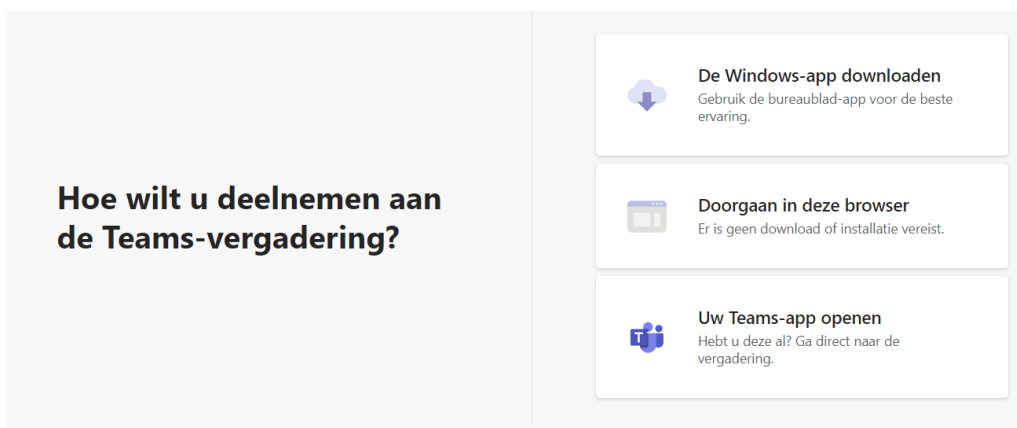 Hoe wilt u deelnemen aan
de Teams-vergadering?
De Windows-app downloaden
Gebruik de bureaublad-app voor de beste
ervaring.
Doorgaan in deze browser
Er is geen download of installatie vereist.
Uw Teams-app openen
Hebt u deze al? Ga direct naar de
vergadering.